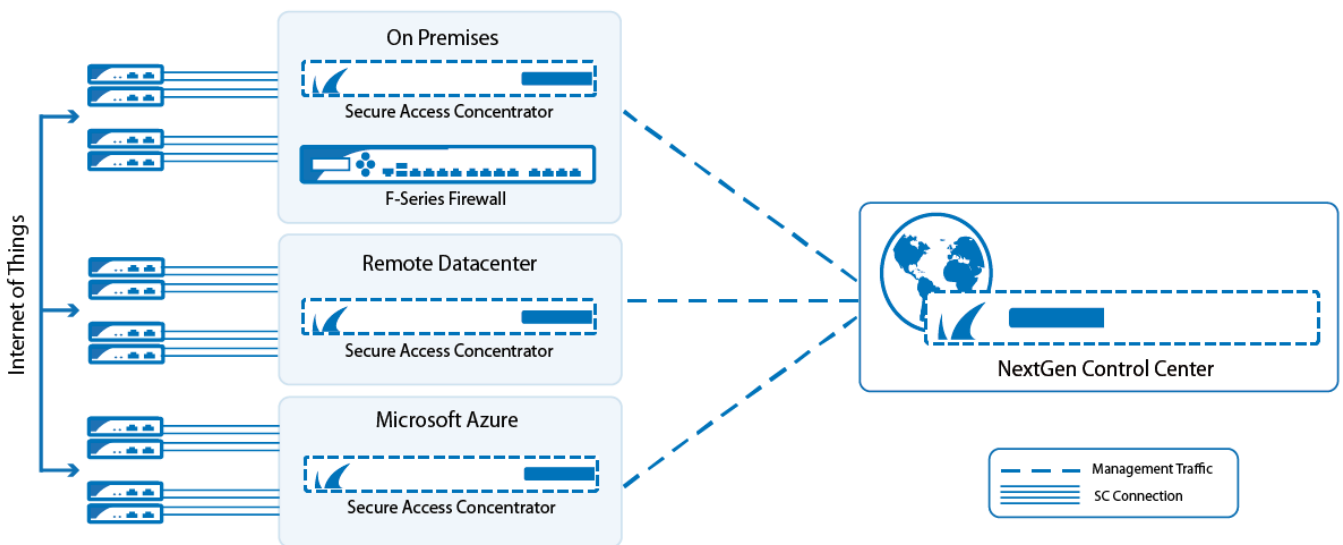 Internet of Things
On Premises
Secure Access Concentrator
F-Series Firewall
Remote Datacenter
Secure Access Concentrator
Microsoft Azure
Secure Access Concentrator
NextGen Control Center
Management Traffic
SC Connection